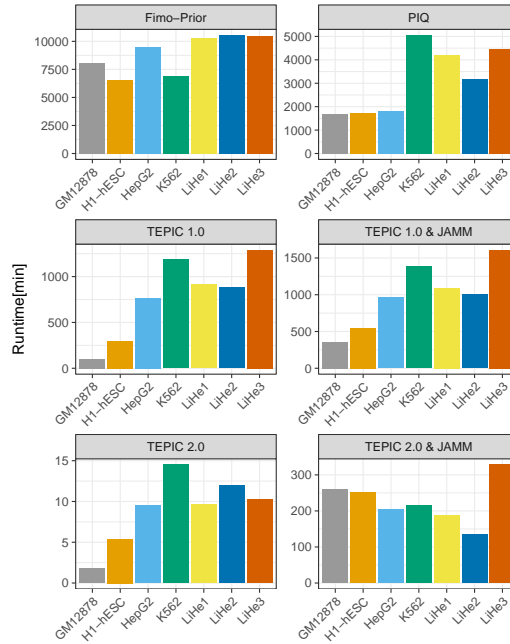 Fimo−Prior
PIQ
10000
7500
5000
2500
0
5000
4000
3000
2000
1000
0
GM12878
H1−hESC
HepG2
K562
LiHe1
LiHe2
LiHe3
GM12878
H1−hESC
HepG2
K562
LiHe1
LiHe2
LiHe3
TEPIC 1.0
TEPIC 1.0 & JAMM
Runtime[min]
1000
500
0
1500
1000
500
0
GM12878
H1−hESC
HepG2
K562
LiHe1
LiHe2
LiHe3
GM12878
H1−hESC
HepG2
K562
LiHe1
LiHe2
LiHe3
TEPIC 2.0
TEPIC 2.0 & JAMM
15
10
5
0
300
200
100
0
GM12878
H1−hESC
HepG2
K562
LiHe1
LiHe2
LiHe3
GM12878
H1−hESC
HepG2
K562
LiHe1
LiHe2
LiHe3